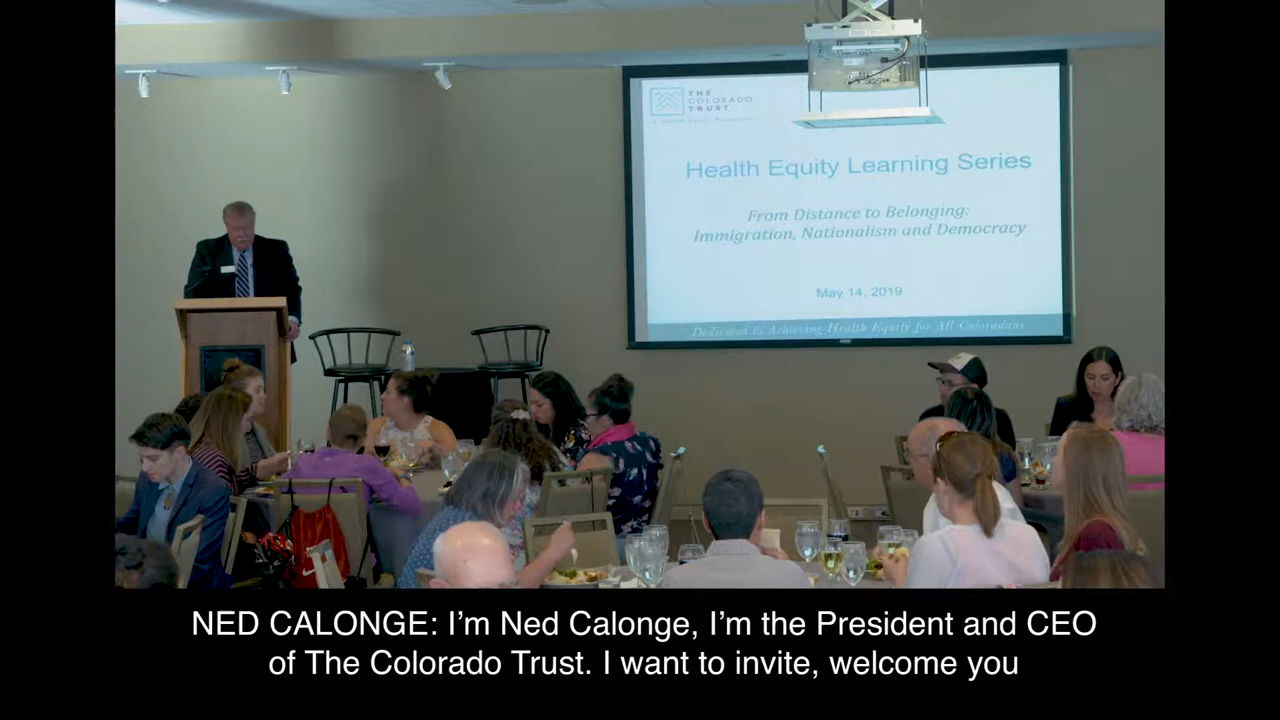 THE
COLORADO
TRUST
Health Equity Learning Series
From Distance to Belonging:
Immigration, Nationalism and Democracy
May 14, 2019
Dedicated to Achieving Health Equity for All Coloradans
NED CALONGE: I'm Ned Calonge, I'm the President and CEO
of The Colorado Trust. I want to invite, welcome you